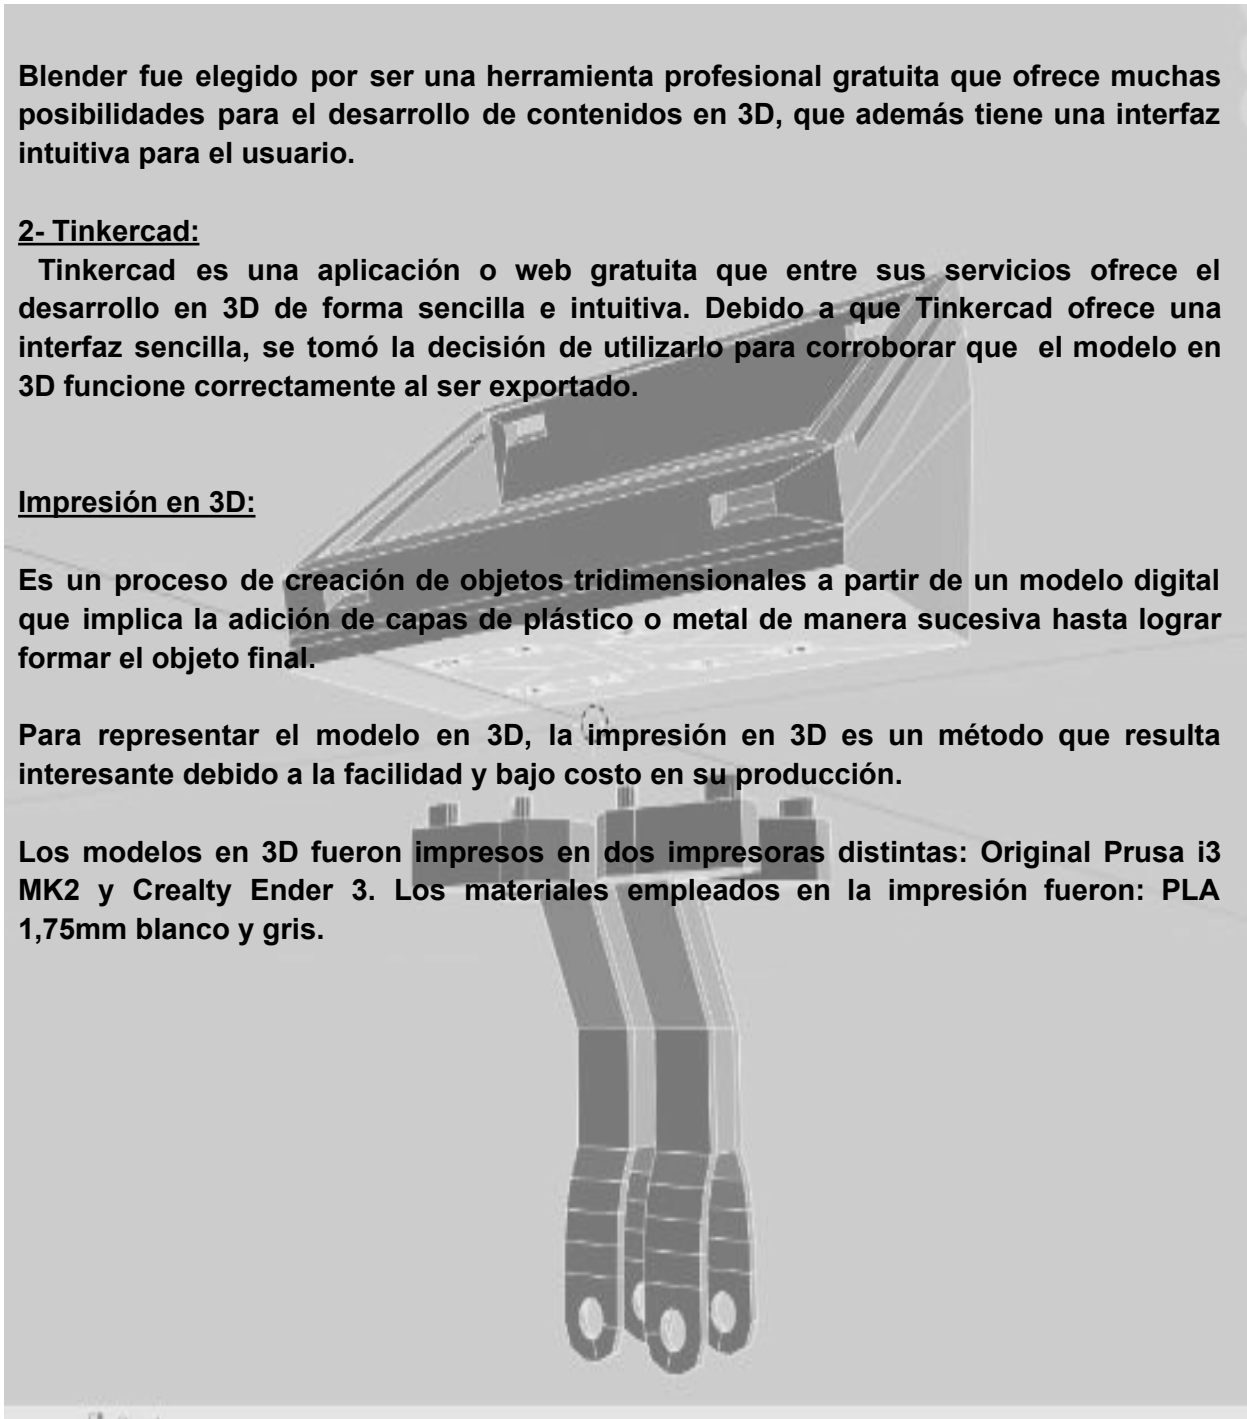 Blender fue elegido por ser una herramienta profesional gratuita que ofrece muchas
posibilidades para el desarrollo de contenidos en 3D, que además tiene una interfaz
intuitiva para el usuario.
2- Tinkercad:
Tinkercad es una aplicación o web gratuita que entre sus servicios ofrece el
desarrollo en 3D de forma sencilla e intuitiva. Debido a que Tinkercad ofrece una
interfaz sencilla, se tomó la decisión de utilizarlo para corroborar que el modelo en
3D funcione correctamente al ser exportado.
Impresión en 3D:
Es un proceso de creación de objetos tridimensionales a partir de un modelo digital
que implica la adición de capas de plástico o metal de manera sucesiva hasta lograr
formar el objeto final.
Para representar el modelo en 3D, la impresión en 3D es un método que resulta
interesante debido a la facilidad y bajo costo en su producción.
Los modelos en 3D fueron impresos en dos impresoras distintas: Original Prusa i3
MK2 y Crealty Ender 3. Los materiales empleados en la impresión fueron: PLA
1,75mm blanco y gris.